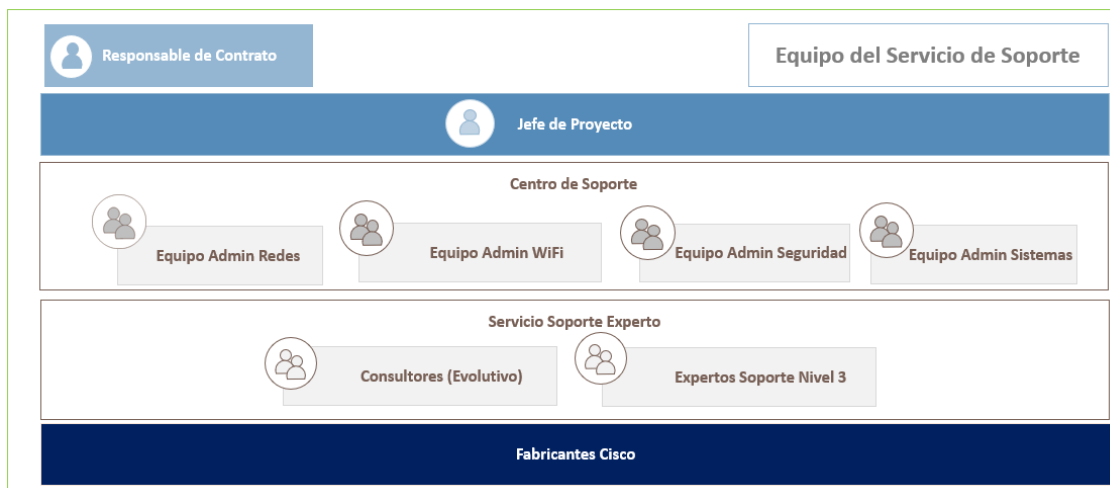 Responsable de Contrato
Equipo del Servicio de Soporte
Jefe de Proyecto
Centro de Soporte
Equipo Admin Redes
Equipo Admin WiFi
Equipo Admin Seguridad
Equipo Admin Sistemas
Servicio Soporte Experto
Consultores (Evolutivo)
Expertos Soporte Nivel 3
Fabricantes Cisco